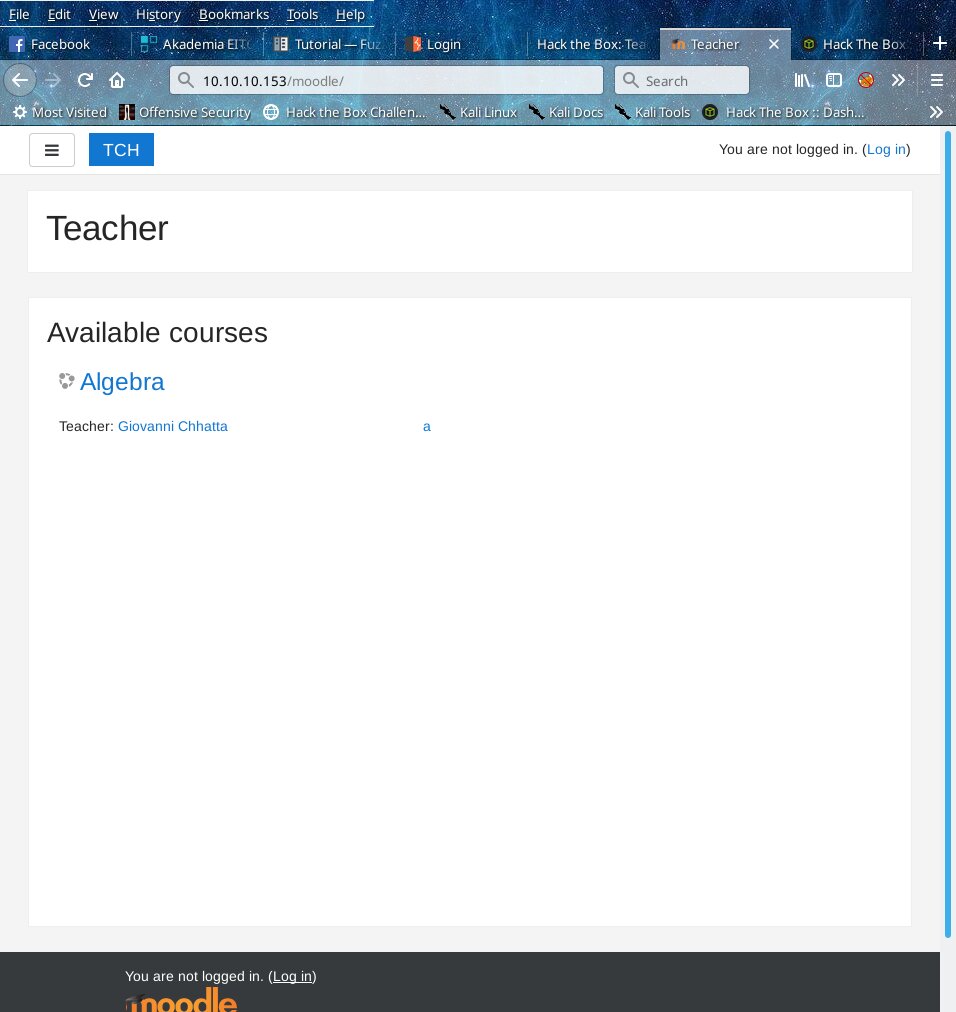 File Edit View History Bookmarks Tools Help
Facebook Akademia EIT Tutorial — Fuz Login Hack the Box: Tea Teacher Hack The Box
10.10.10.153/moodle/ Search
Most Visited Offensive Security Hack the Box Challen... Kali Linux Kali Docs Kali Tools Hack The Box :: Dash...
TCH You are not logged in. (Log in)
Teacher
Available courses
Algebra
Teacher: Giovanni Chhatta a
You are not logged in. (Log in)
moodle